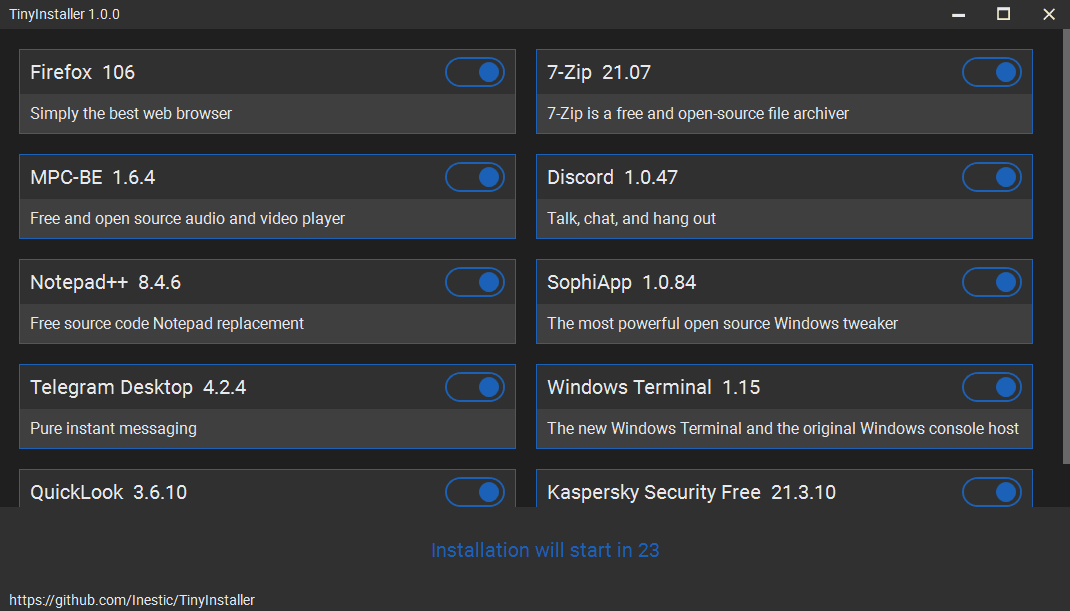 TinyInstaller 1.0.0
Firefox 106
Simply the best web browser
7-Zip 21.07
7-Zip is a free and open-source file archiver
MPC-BE 1.6.4
Free and open source audio and video player
Discord 1.0.47
Talk, chat, and hang out
Notepad++ 8.4.6
Free source code Notepad replacement
SophiApp 1.0.84
The most powerful open source Windows tweaker
Telegram Desktop 4.2.4
Pure instant messaging
Windows Terminal 1.15
The new Windows Terminal and the original Windows console host
QuickLook 3.6.10
Kaspersky Security Free 21.3.10
Installation will start in 23
https://github.com/Inestic/TinyInstaller